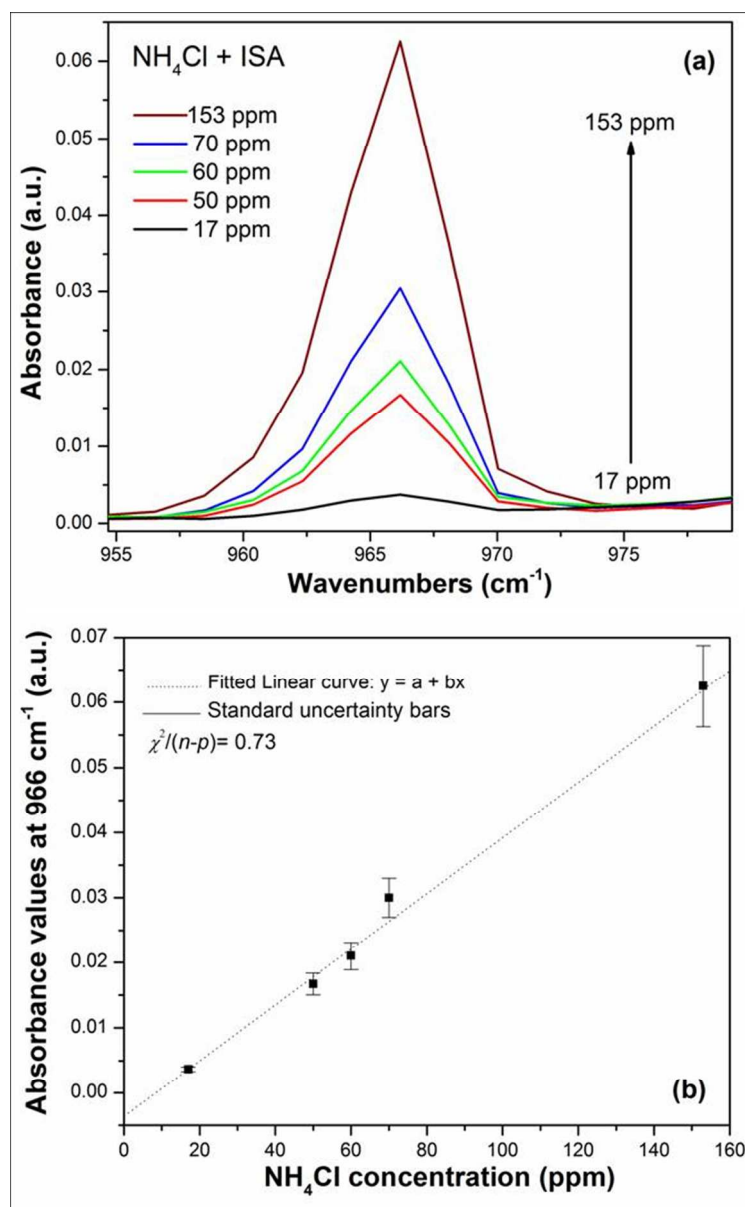 NH₄Cl + ISA
(a)
153 ppm
70 ppm
60 ppm
50 ppm
17 ppm
153 ppm
17 ppm
0.06
0.05
0.04
0.03
0.02
0.01
0.00
Absorbance (a.u.)
955 960 965 970 975
Wavenumbers (cm⁻¹)
0.07
0.06
0.05
0.04
0.03
0.02
0.01
0.00
Absorbance values at 966 cm⁻¹ (a.u.)
Fitted Linear curve: y = a + bx
Standard uncertainty bars
χ²/(n-p)= 0.73
(b)
0 20 40 60 80 100 120 140 160
NH₄Cl concentration (ppm)